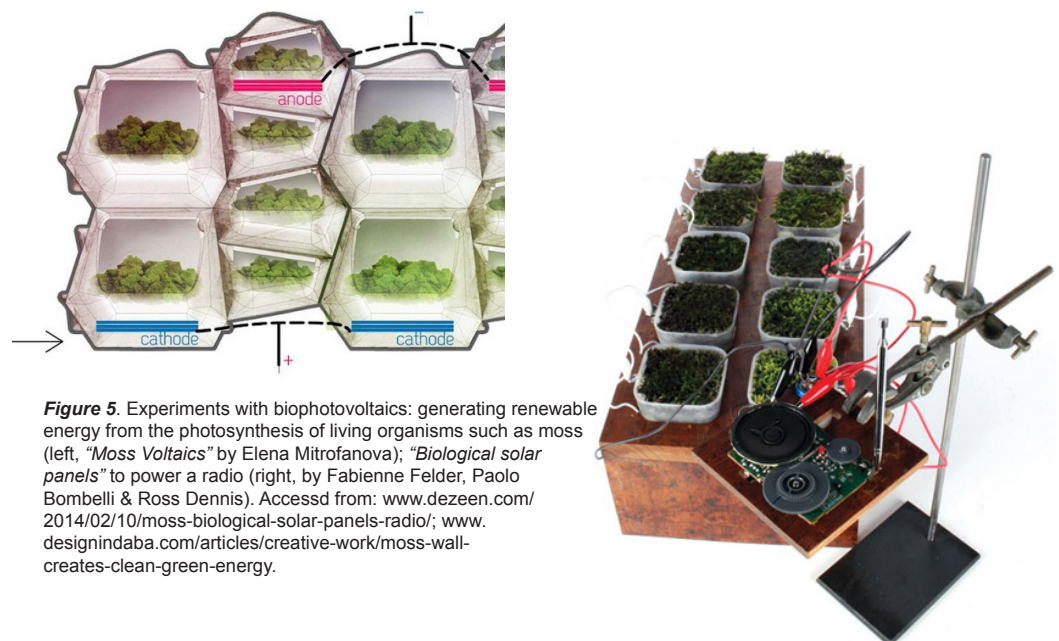 −
anode
cathode
cathode
+
Figure 5. Experiments with biophotovoltaics: generating renewable
energy from the photosynthesis of living organisms such as moss
(left, “Moss Voltaics” by Elena Mitrofanova); “Biological solar
panels” to power a radio (right, by Fabienne Felder, Paolo
Bombelli & Ross Dennis). Accessd from: www.dezeen.com/
2014/02/10/moss-biological-solar-panels-radio/; www.
designindaba.com/articles/creative-work/moss-wall-
creates-clean-green-energy.